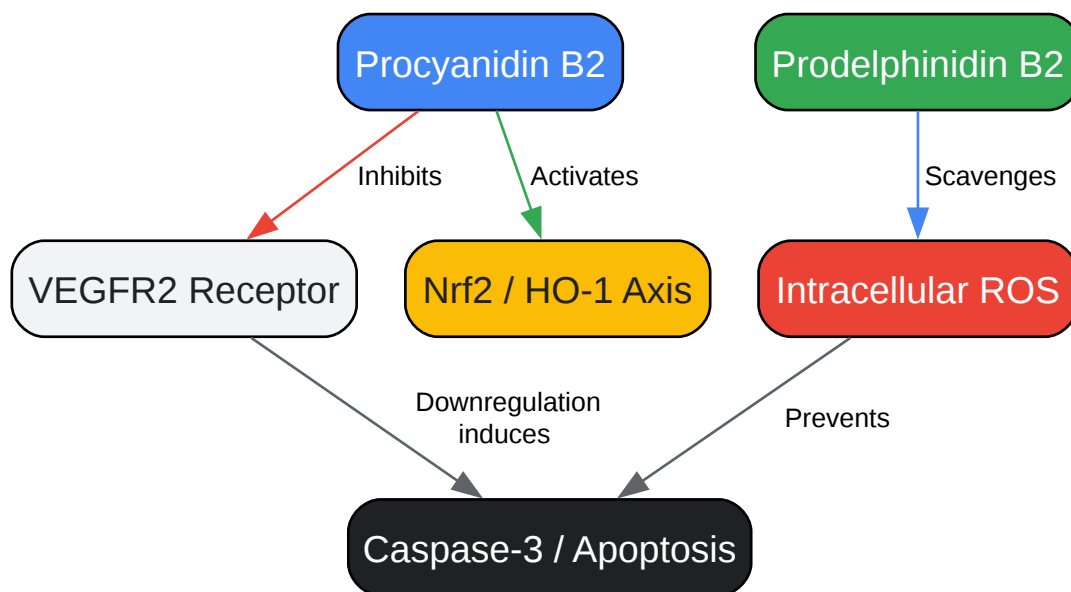 Procyanidin B2
Prodelphinidin B2
Inhibits
Activates
Scavenges
VEGFR2 Receptor
Nrf2 / HO-1 Axis
Intracellular ROS
Downregulation
induces
Prevents
Caspase-3 / Apoptosis